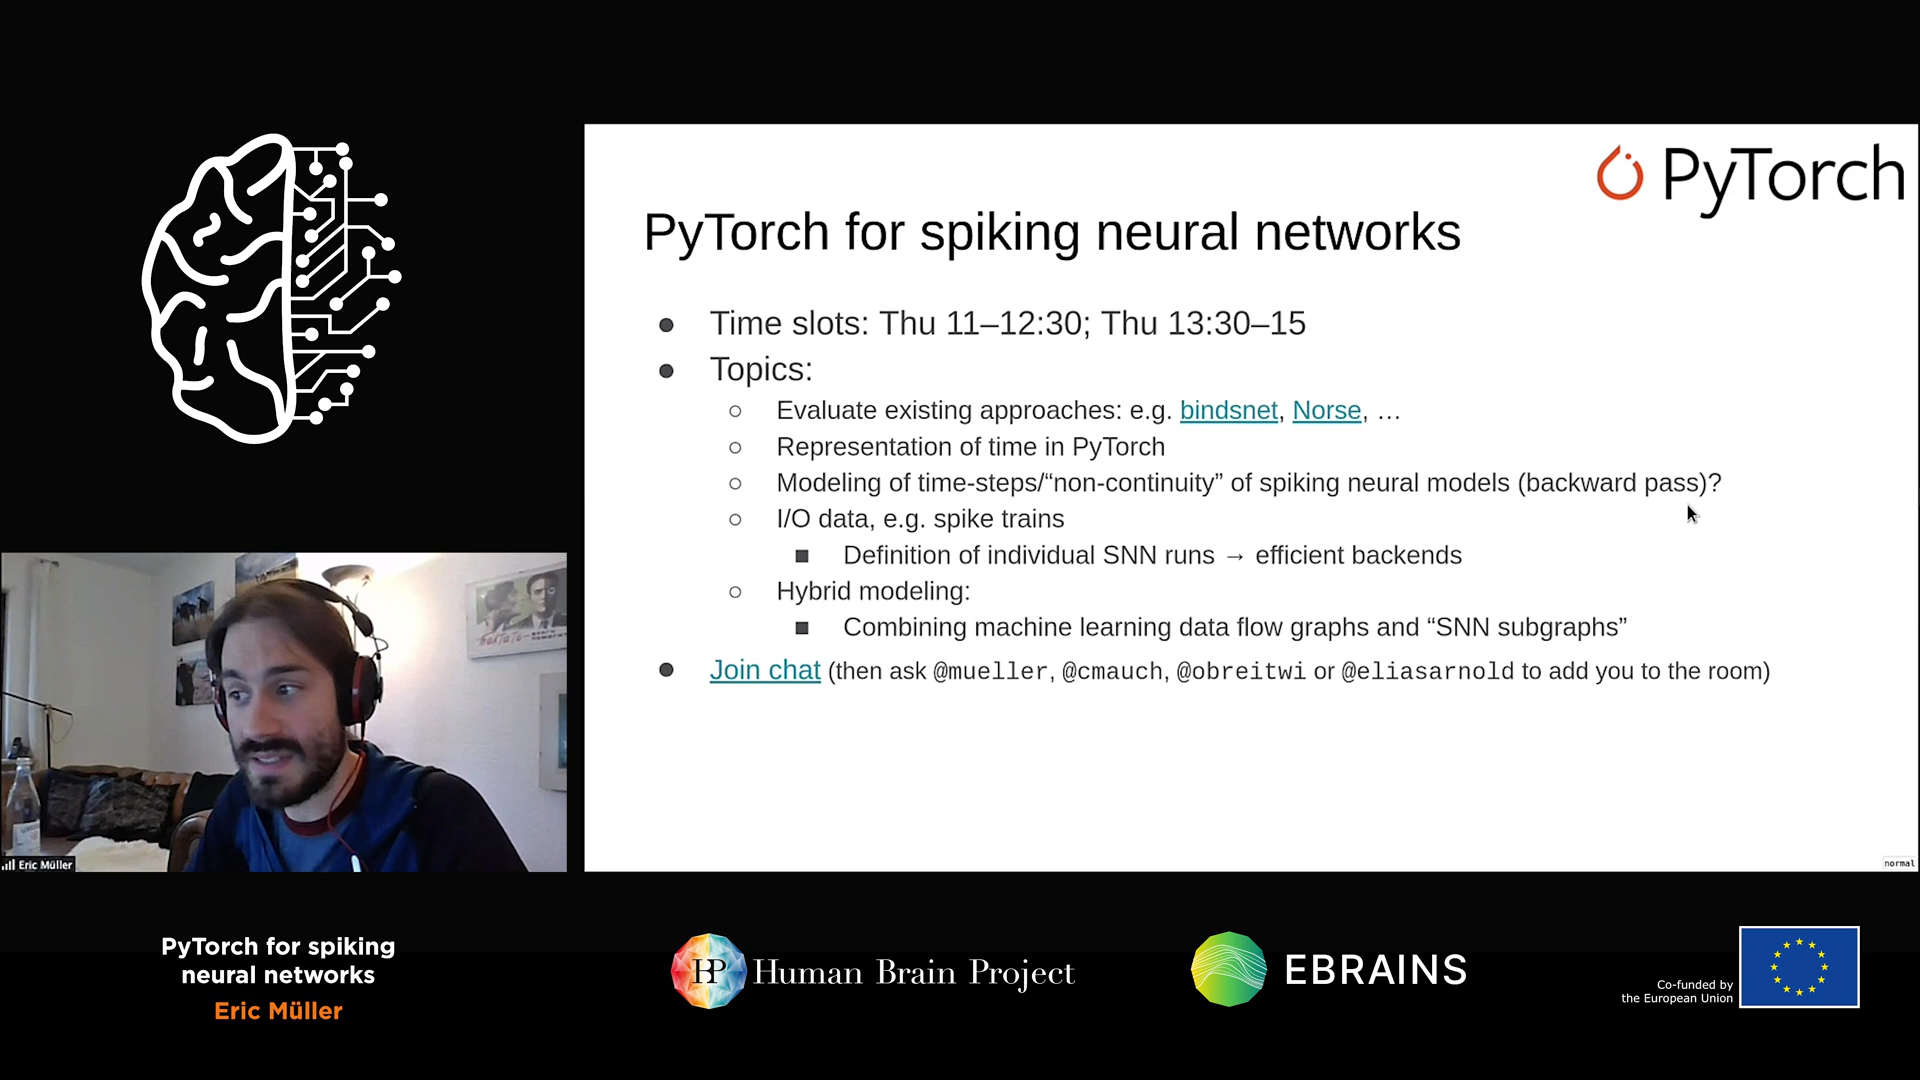 PyTorch
PyTorch for spiking neural networks
● Time slots: Thu 11–12:30; Thu 13:30–15
● Topics:
○ Evaluate existing approaches: e.g. bindsnet, Norse, …
○ Representation of time in PyTorch
○ Modeling of time-steps/“non-continuity” of spiking neural models (backward pass)?
○ I/O data, e.g. spike trains
■ Definition of individual SNN runs → efficient backends
○ Hybrid modeling:
■ Combining machine learning data flow graphs and “SNN subgraphs”
● Join chat (then ask @mueller, @cmauch, @obreitwi or @eliasarnold to add you to the room)
normal
Eric Müller
PyTorch for spiking
neural networks
Eric Müller
HBP Human Brain Project
EBRAINS
Co-funded by
the European Union